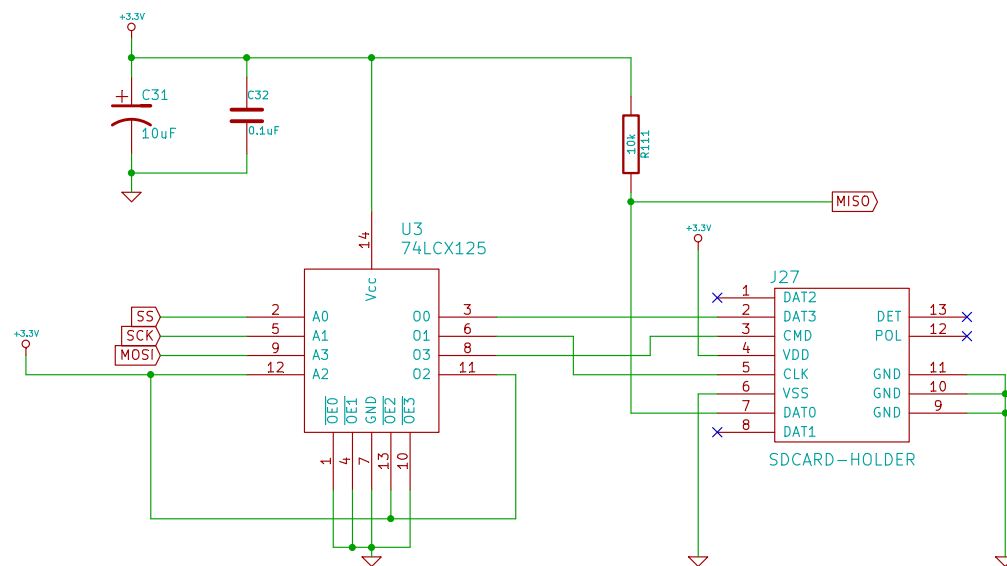 +3.3V
C31
10uF
C32
0.1uF
10k
R111
MISO
+3.3V
U3
74LCX125
14
Vcc
SS
2
A0
O0
3
SCK
5
A1
O1
6
MOSI
9
A3
O3
8
12
A2
O2
11
+3.3V
OE0
OE1
GND
OE2
OE3
1
4
7
13
10
J27
1
DAT2
2
DAT3
DET
13
3
CMD
POL
12
4
VDD
5
CLK
GND
11
6
VSS
GND
10
7
DAT0
GND
9
8
DAT1
SDCARD-HOLDER